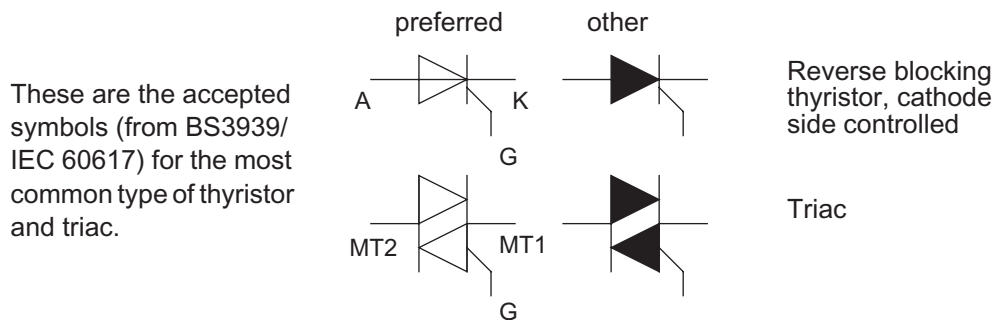 preferred
other
These are the accepted
symbols (from BS3939/
IEC 60617) for the most
common type of thyristor
and triac.
A
K
G
Reverse blocking
thyristor, cathode
side controlled
MT2
MT1
G
Triac